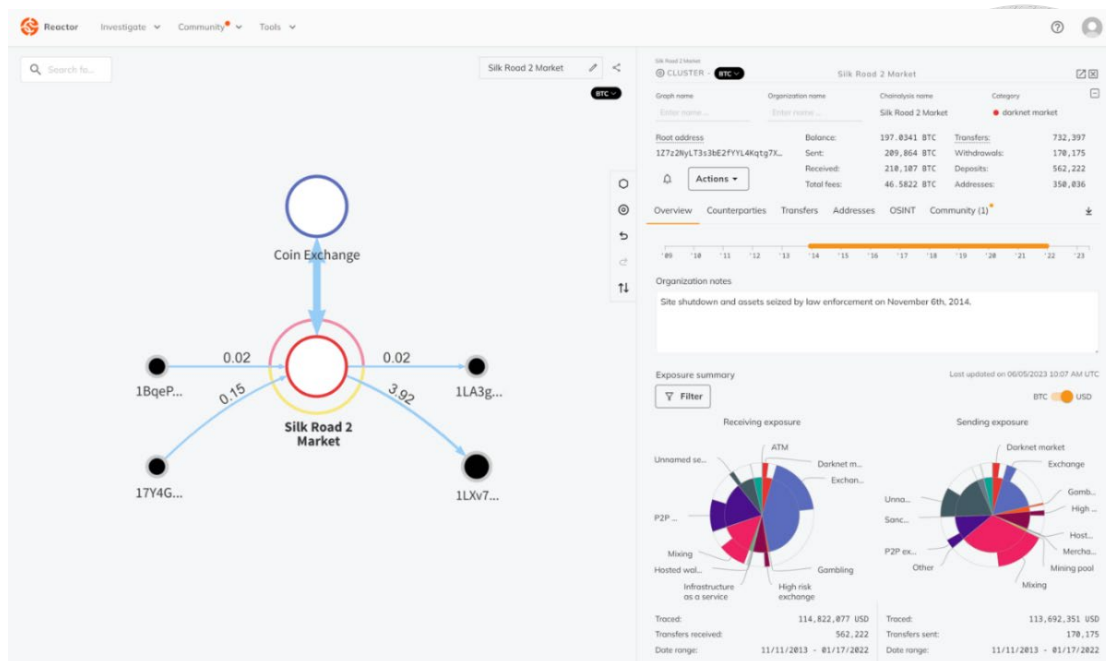 Reactor Investigate Community Tools
Search fo...
Silk Road 2 Market
BTC
Coin Exchange
0.02
0.02
1BqeP...
0.15
3.92
1LA3g...
Silk Road 2
Market
17Y4G...
1LXv7...
Silk Road 2 Market
CLUSTER - BTC Silk Road 2 Market
Graph name Organization name Chainalysis name Category
Enter name... Enter name... Silk Road 2 Market darknet market
Root address Balance: 197.0341 BTC Transfers: 732,397
1Z7z2NyLT3s3bE2fYYL4Kqtg7X… Sent: 209,864 BTC Withdrawals: 170,175
Received: 210,107 BTC Deposits: 562,222
Actions Total fees: 46.5822 BTC Addresses: 350,036
Overview Counterparties Transfers Addresses OSINT Community (1)
'09 '10 '11 '12 '13 '14 '15 '16 '17 '18 '19 '20 '21 '22 '23
Organization notes
Site shutdown and assets seized by law enforcement on November 6th, 2014.
Exposure summary Last updated on 06/05/2023 10:07 AM UTC
Filter BTC USD
Receiving exposure Sending exposure
ATM
Darknet m...
Exchan...
Gambling
High risk
exchange
Infrastructure
as a service
Hosted wal...
Mixing
P2P ...
Unnamed se...
Darknet market
Exchange
Gamb...
High ...
Host...
Mercha...
Mining pool
Mixing
Other
P2P ex...
Sanc...
Unna...
Traced: 114,822,077 USD Traced: 113,692,351 USD
Transfers received: 562,222 Transfers sent: 170,175
Date range: 11/11/2013 - 01/17/2022 Date range: 11/11/2013 - 01/17/2022